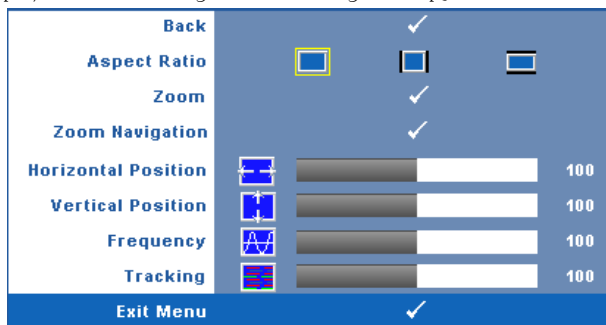 Back
Aspect Ratio
Zoom
Zoom Navigation
Horizontal Position 100
Vertical Position 100
Frequency 100
Tracking 100
Exit Menu